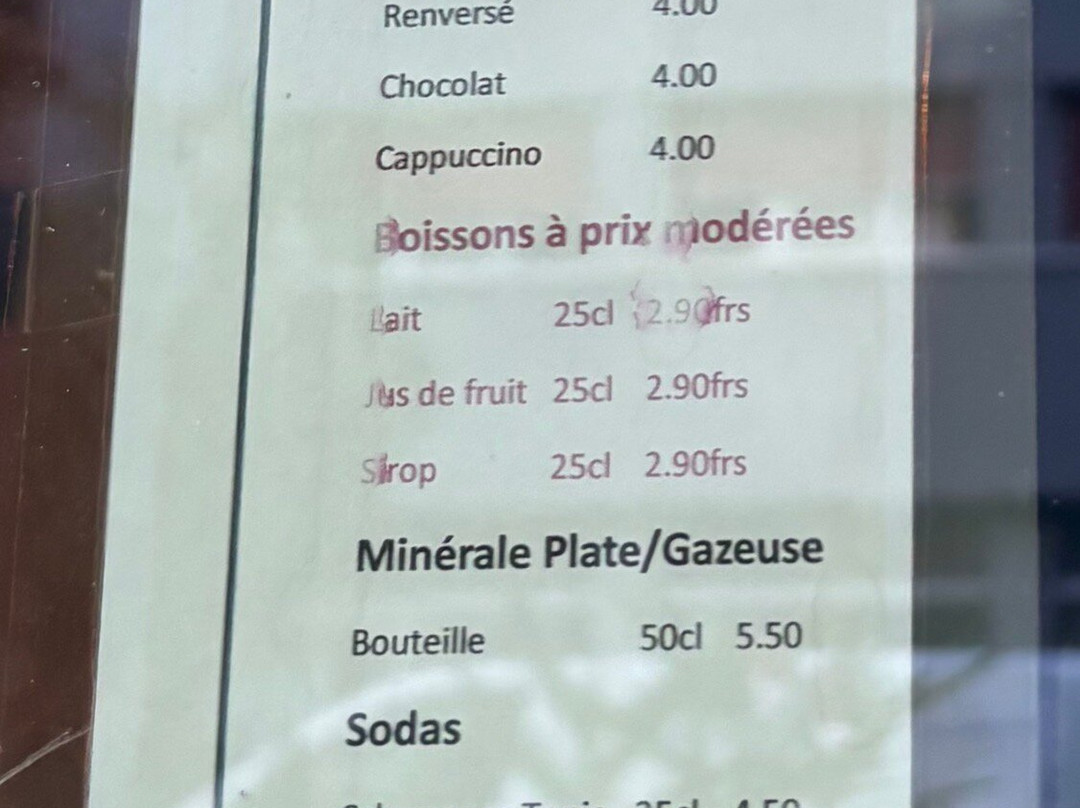 Renversé 4.00
Chocolat 4.00
Cappuccino 4.00
Boissons à prix modérées
Lait 25cl 2.90frs
Jus de fruit 25cl 2.90frs
Sirop 25cl 2.90frs
Minérale Plate/Gazeuse
Bouteille 50cl 5.50
Sodas